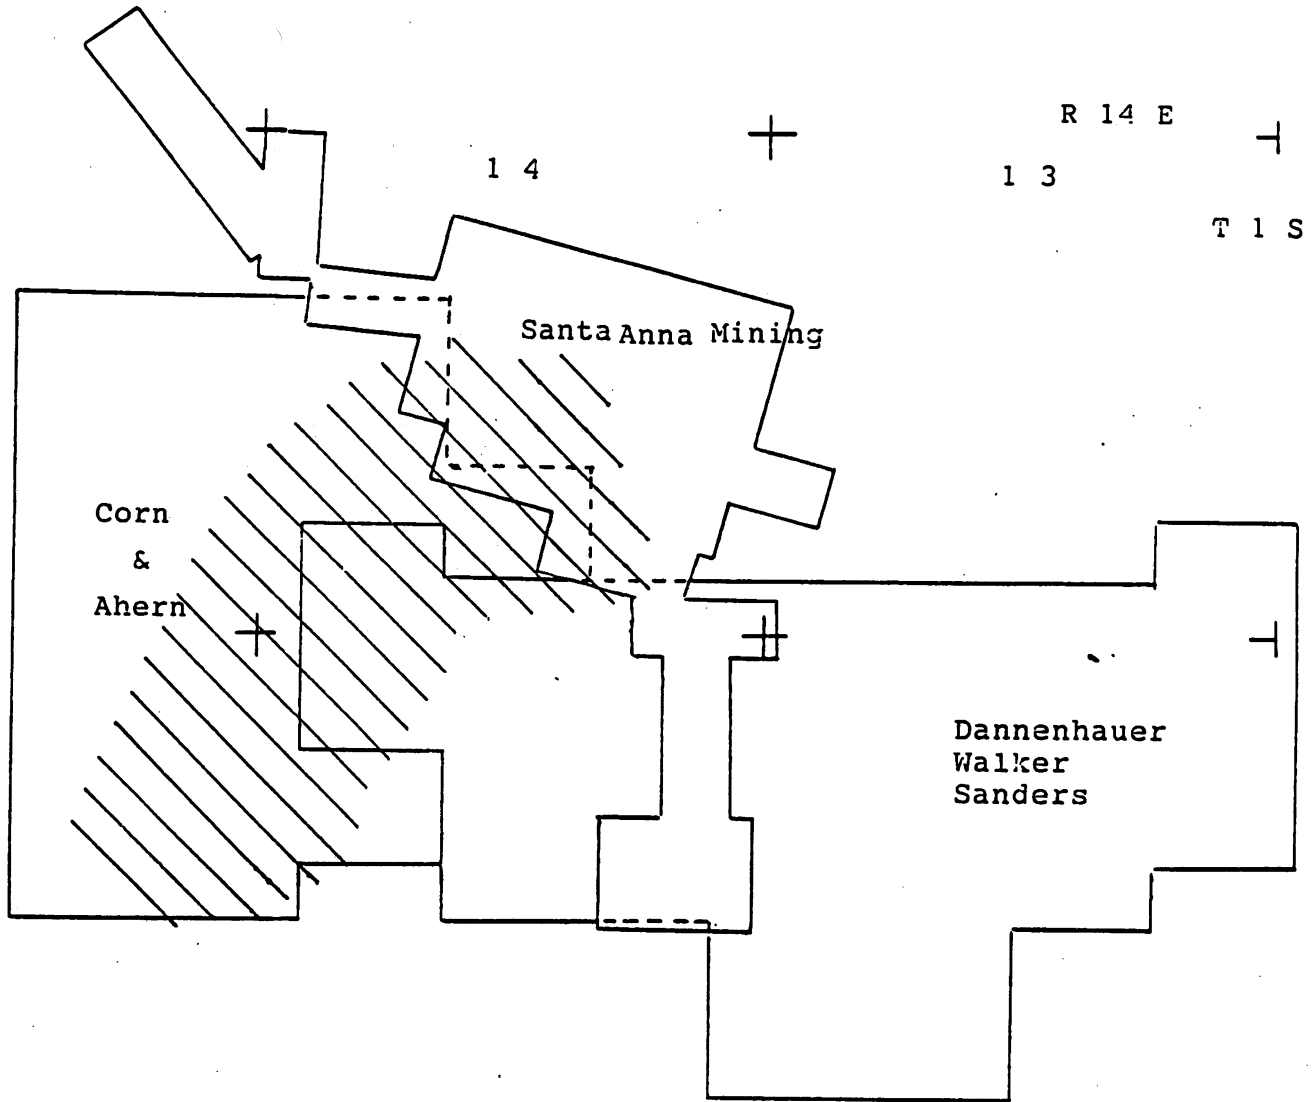 R 14 E
1 4
1 3
T 1 S
Santa Anna Mining
Corn
&
Ahern
Dannenhauer
Walker
Sanders